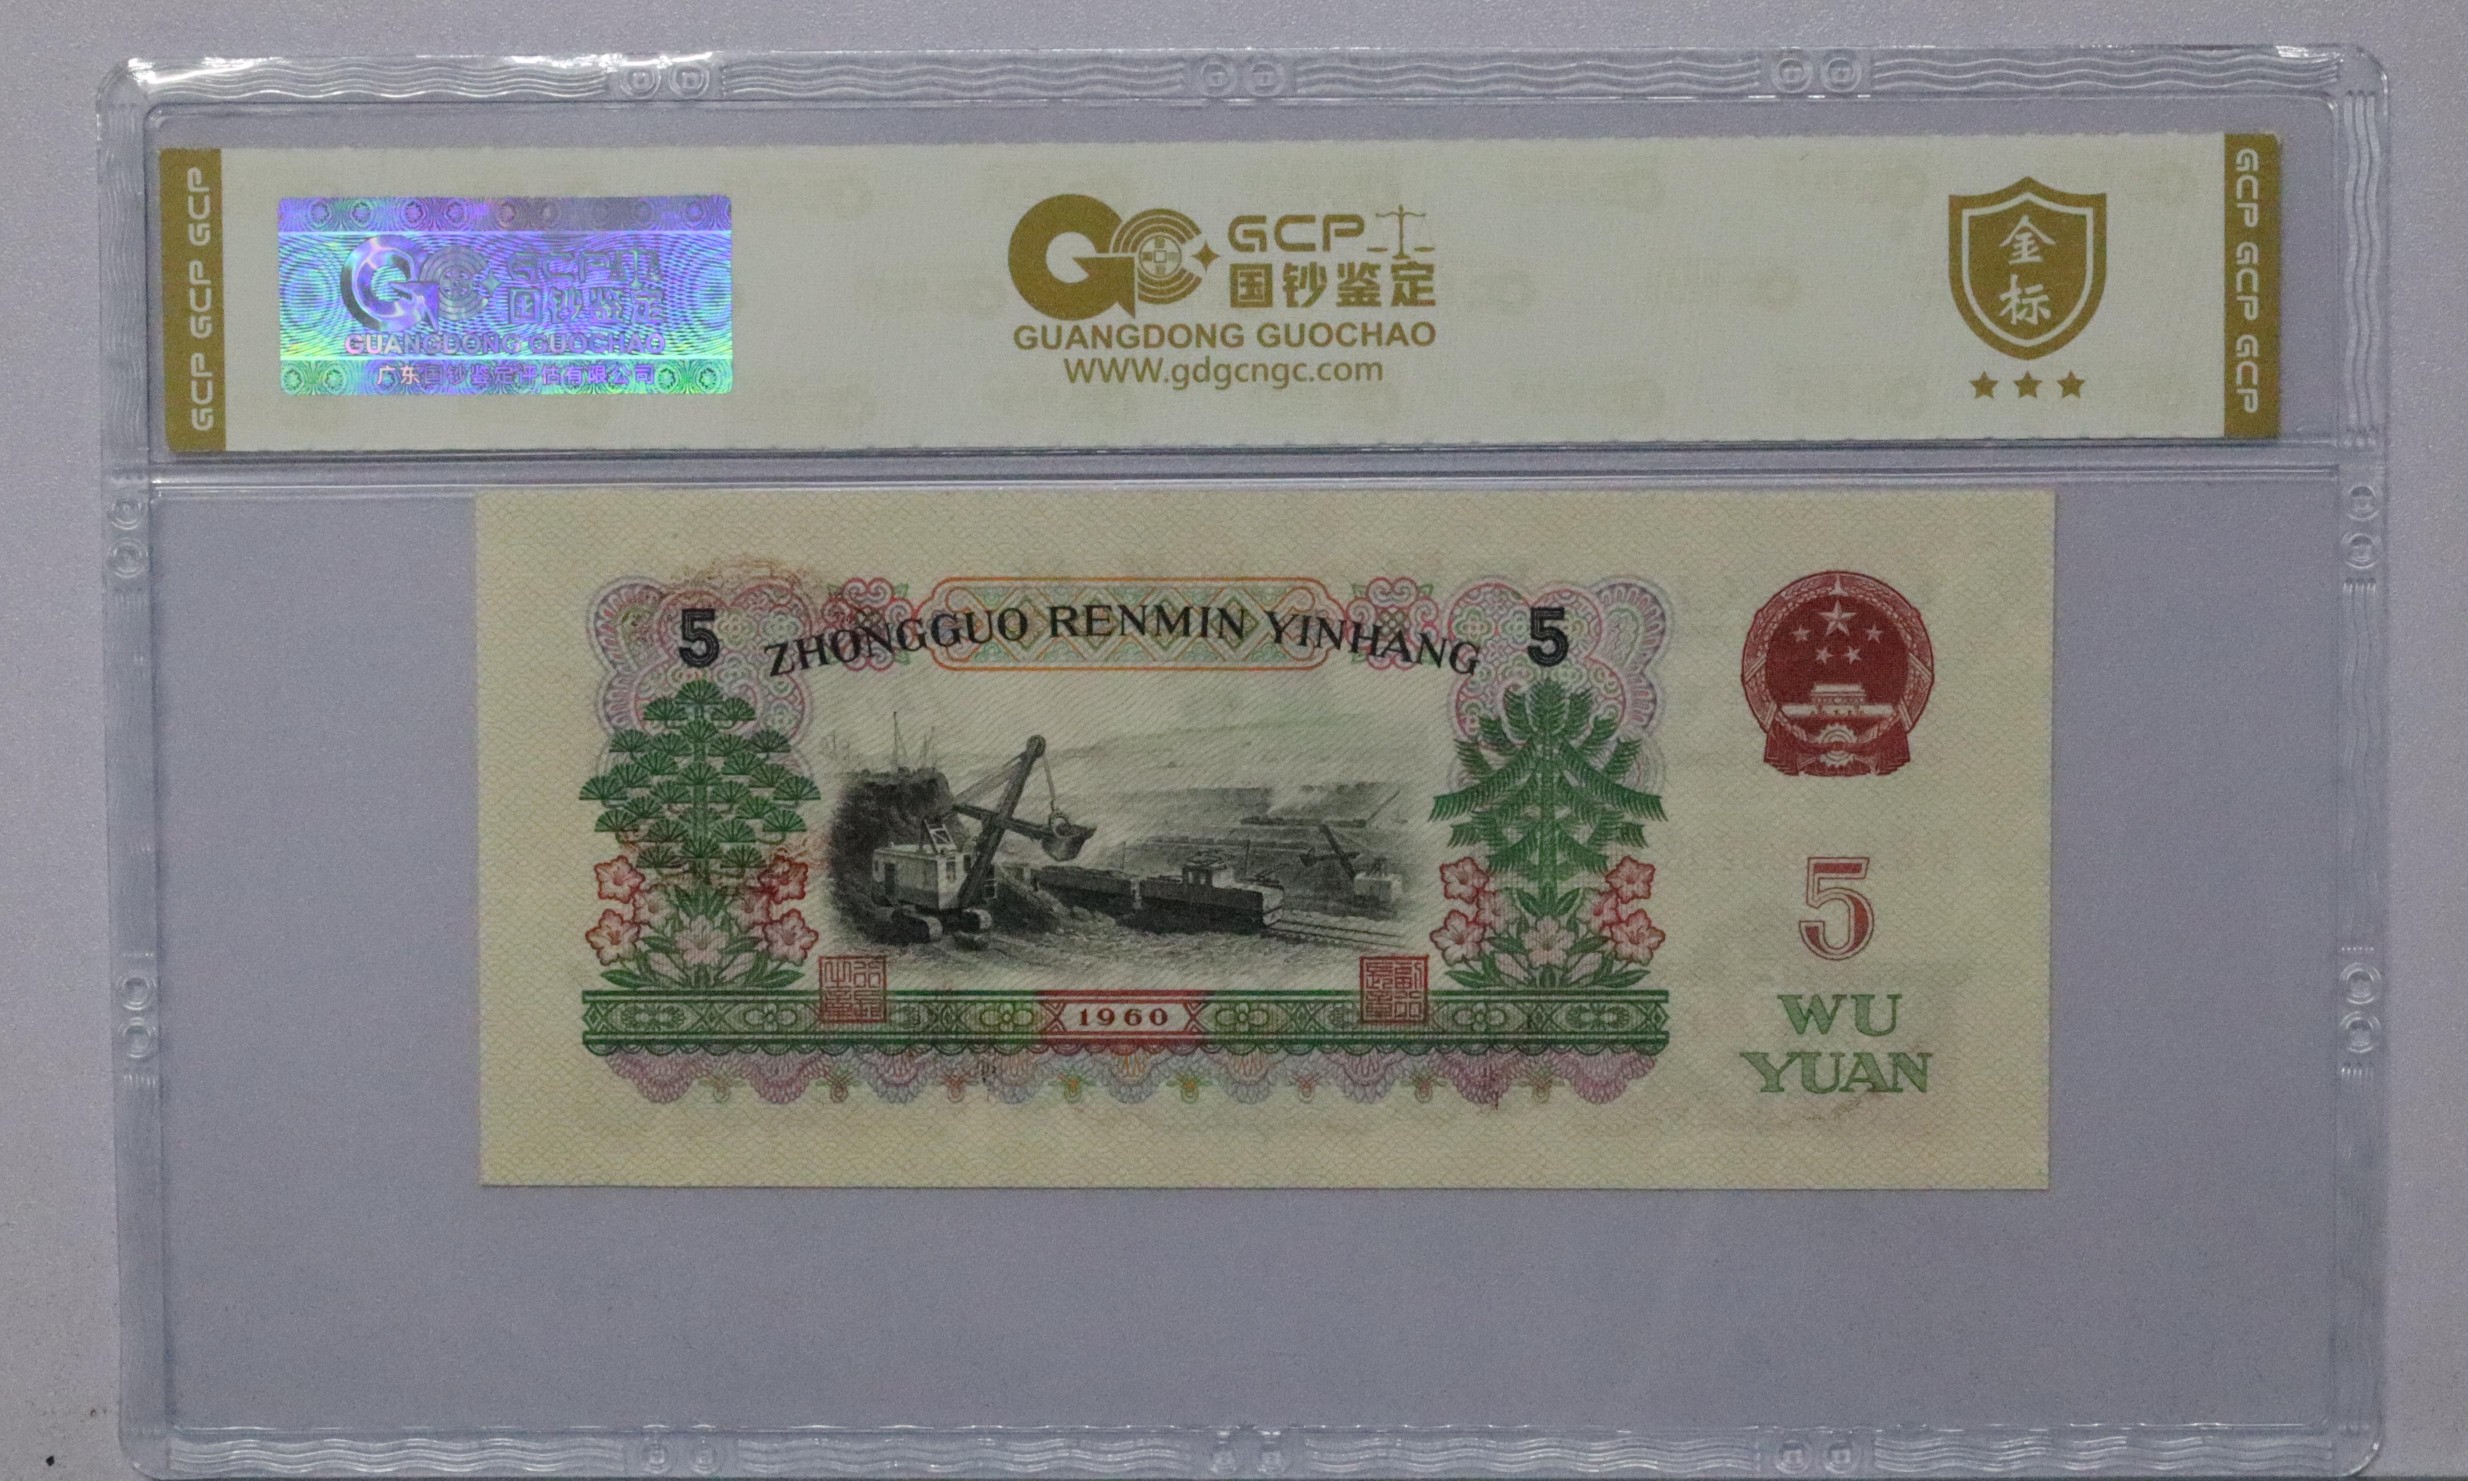 GCP GCP GCP
GCP
国钞鉴定
GUANGDONG GUOCHAO
广东国钞鉴定评估有限公司
GCP
国钞鉴定
GUANGDONG GUOCHAO
WWW.gdgcngc.com
金
标
GCP GCP GCP
5
ZHONGGUO RENMIN YINHANG
5
1960
5
WU
YUAN